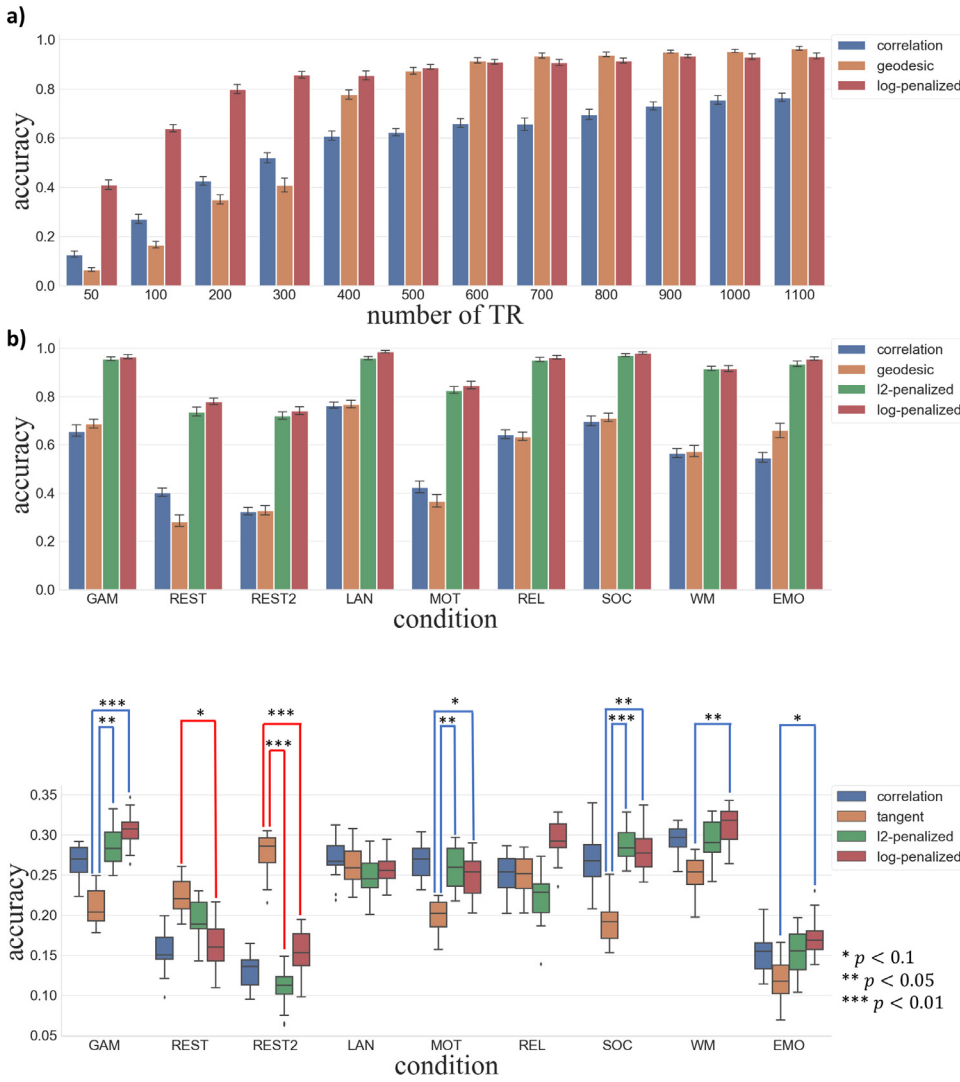 a)
1.0
0.8
0.6
0.4
0.2
0.0
accuracy
50 100 200 300 400 500 600 700 800 900 1000 1100
number of TR
correlation
geodesic
log-penalized
b)
1.0
0.8
0.6
0.4
0.2
0.0
accuracy
GAM REST REST2 LAN MOT REL SOC WM EMO
condition
correlation
geodesic
l2-penalized
log-penalized
*** * *** * **
** *** ** *** ** *
0.35
0.30
0.25
0.20
0.15
0.10
0.05
accuracy
GAM REST REST2 LAN MOT REL SOC WM EMO
condition
correlation
tangent
l2-penalized
log-penalized
* p < 0.1
** p < 0.05
*** p < 0.01